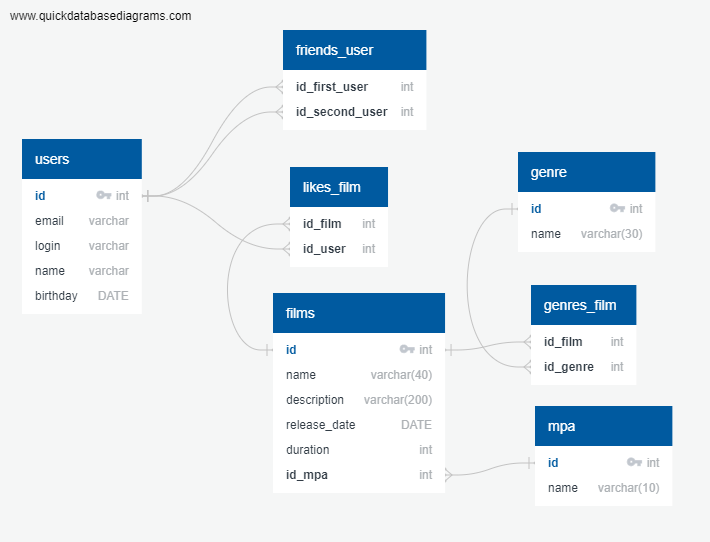 www.quickdatabasediagrams.com
friends_user
id_first_user int
id_second_user int
users
id int
email varchar
login varchar
name varchar
birthday DATE
likes_film
id_film int
id_user int
genre
id int
name varchar(30)
films
id int
name varchar(40)
description varchar(200)
release_date DATE
duration int
id_mpa int
genres_film
id_film int
id_genre int
mpa
id int
name varchar(10)